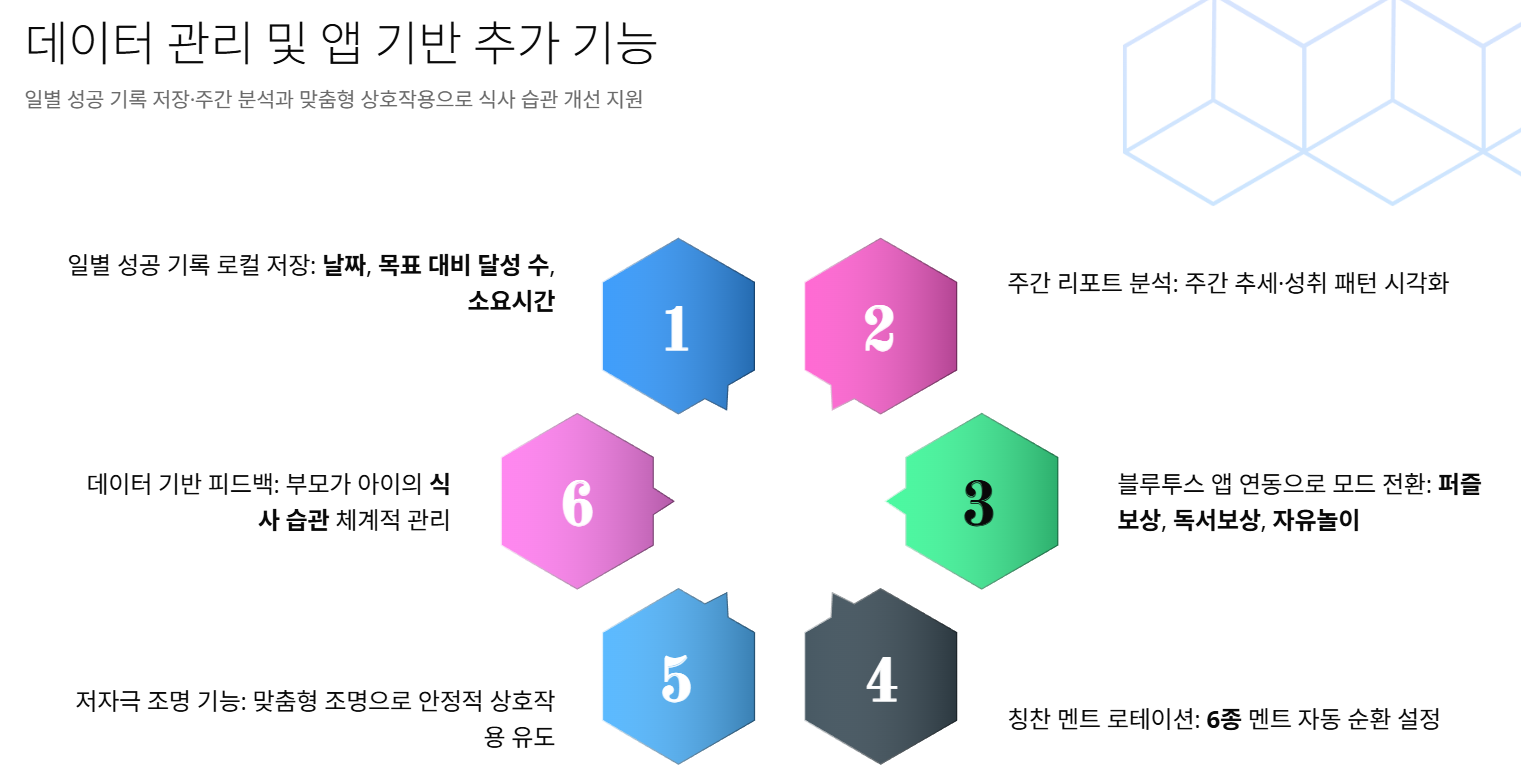 데이터 관리 및 앱 기반 추가 기능
일별 성공 기록 저장·주간 분석과 맞춤형 상호작용으로 식사 습관 개선 지원
일별 성공 기록 로컬 저장: 날짜, 목표 대비 달성 수,
소요시간
1
2
주간 리포트 분석: 주간 추세·성취 패턴 시각화
데이터 기반 피드백: 부모가 아이의 식
사 습관 체계적 관리
6
3
블루투스 앱 연동으로 모드 전환: 퍼즐
보상, 독서보상, 자유놀이
저자극 조명 기능: 맞춤형 조명으로 안정적 상호작
용 유도
5
4
칭찬 멘트 로테이션: 6종 멘트 자동 순환 설정